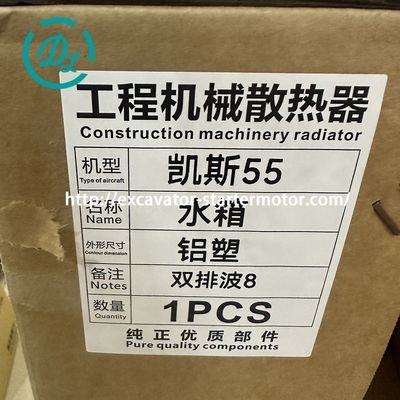 工程机械散热器
Construction machinery radiator
机型
Type of aircraft
凯斯55
http://excavator-startermotor.com/
名称
Name
水箱
外形尺寸
Contour dimension
铝塑
备注
Notes
双排波8
数量
Quantity
1PCS
纯正优质部件
Pure quality components